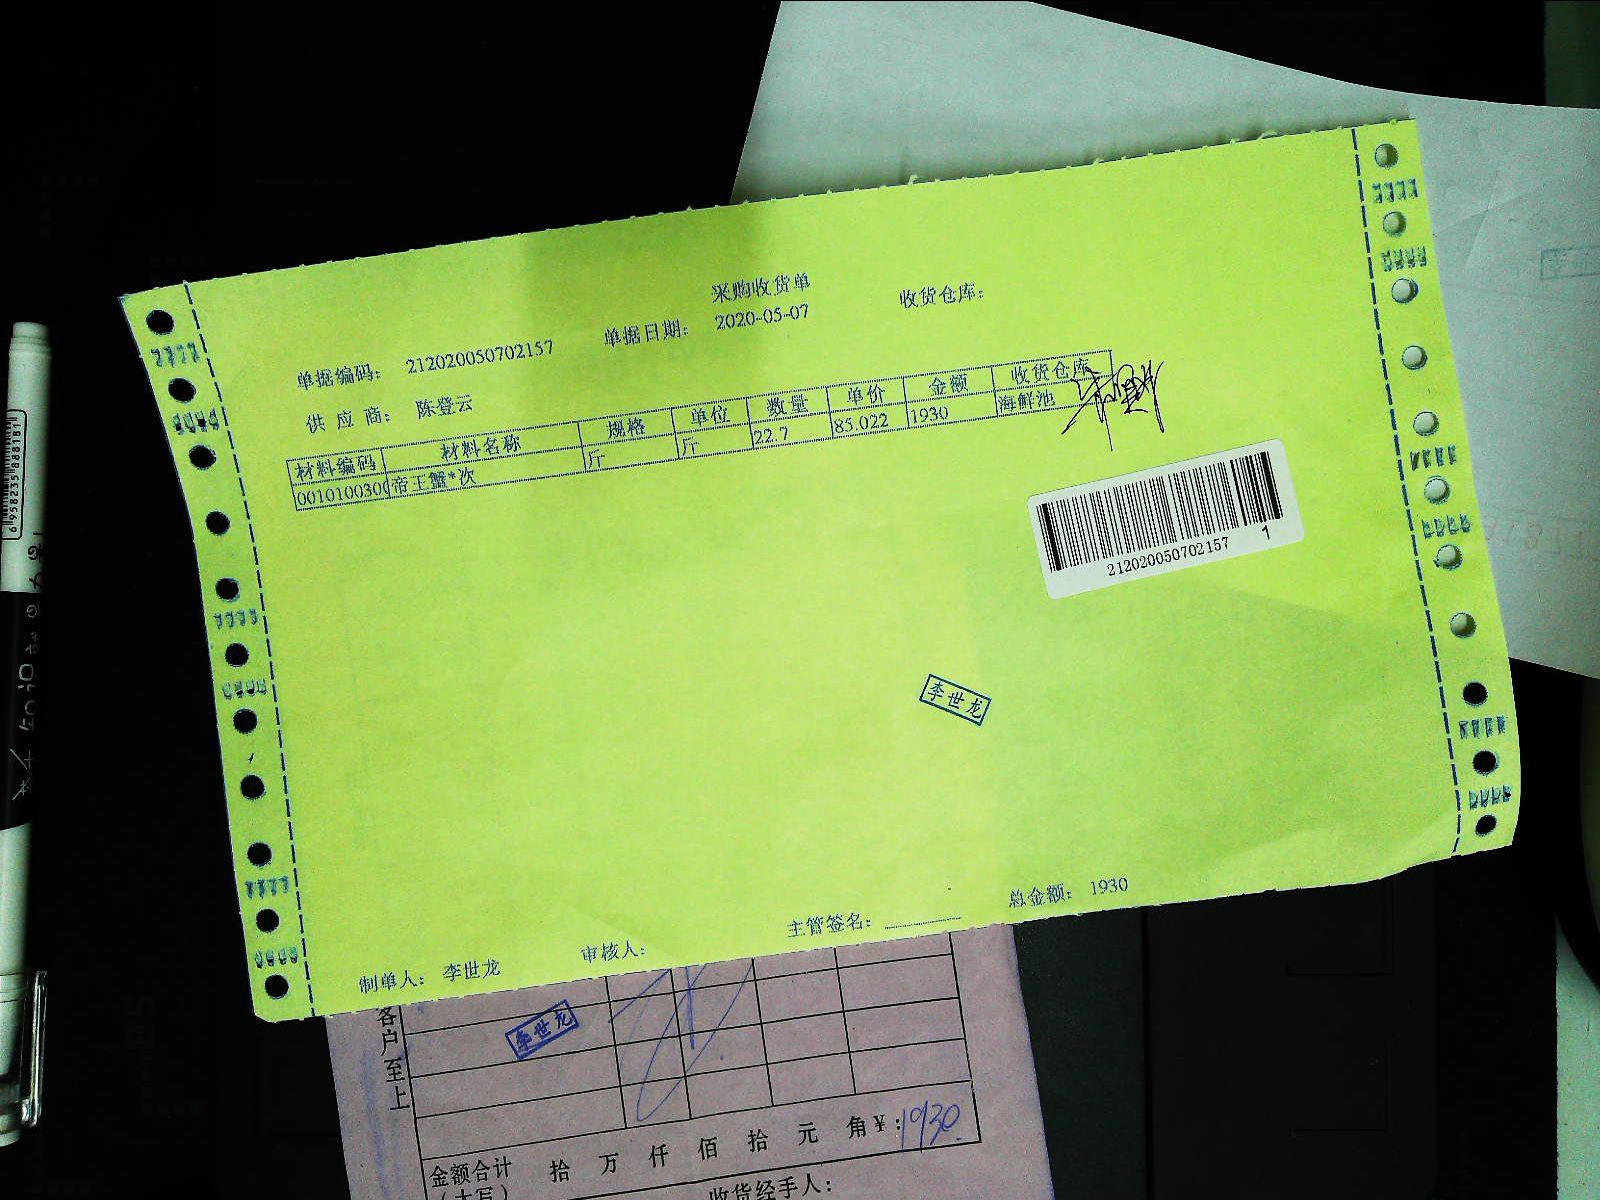 采购收货单
单据编码: 212020050702157 单据日期: 2020-05-07 收货仓库:
供 应 商: 陈登云
材料编码 材料名称 规格 单位 数量 单价 金额 收货仓库
0010100300 帝王蟹*次 斤 斤 22.7 85.022 1930 海鲜池
212020050702157 1
李世龙
制单人: 李世龙 审核人: 主管签名: 总金额: 1930
客户至上
李世龙
金额合计 拾 万 仟 佰 拾 元 角 ¥: 1930.
(大写) 收货经手人:
6 958235 888181